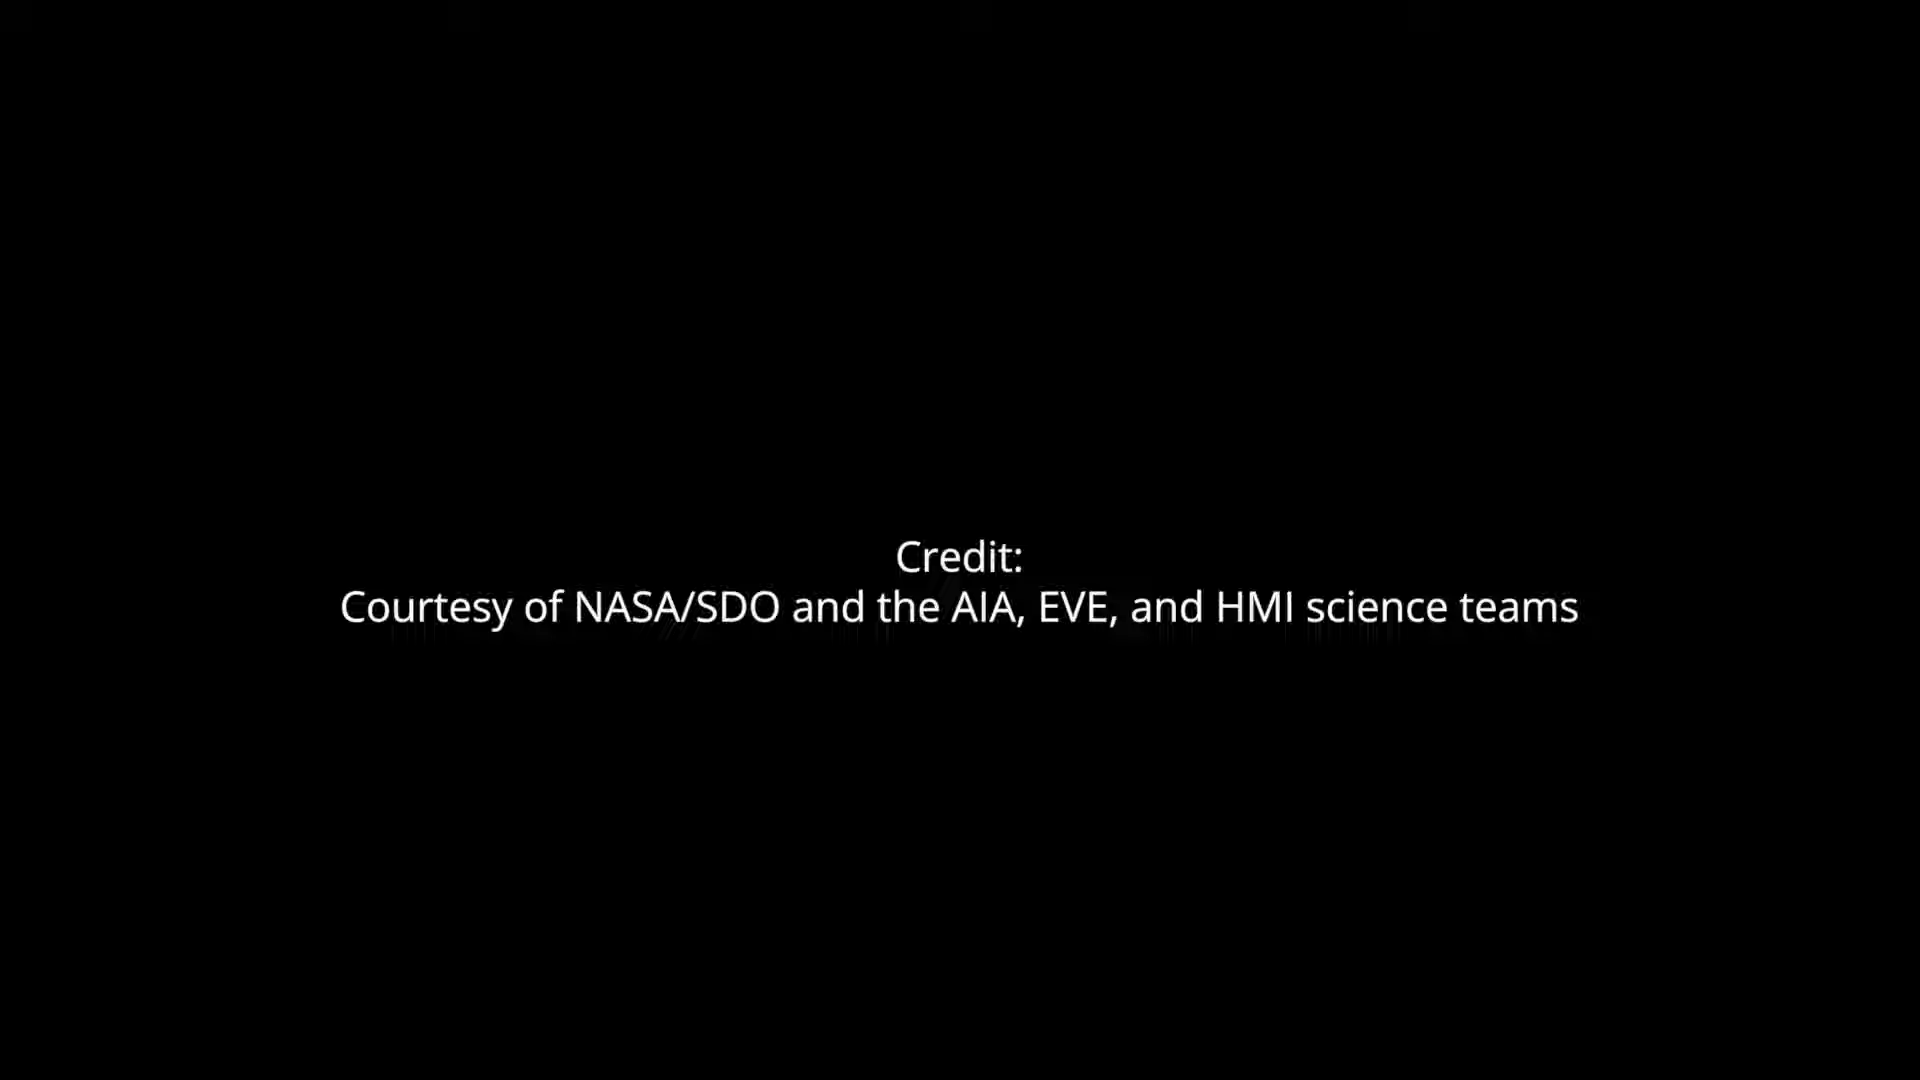 Credit:
Courtesy of NASA/SDO and the AIA, EVE, and HMI science teams